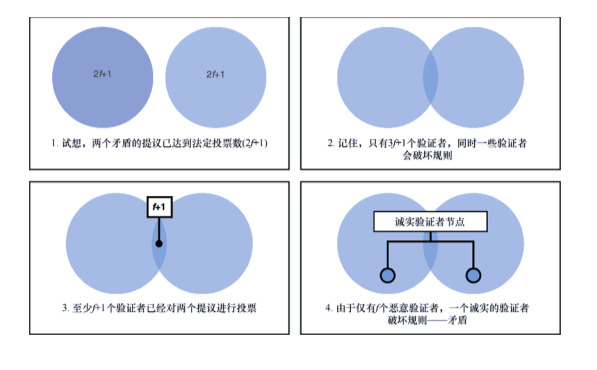 2f+1
2f+1
1. 试想，两个矛盾的提议已达到法定投票数(2f+1)
2. 记住，只有3f+1个验证者，同时一些验证者
会破坏规则
f+1
3. 至少f+1个验证者已经对两个提议进行投票
诚实验证者节点
4. 由于仅有f个恶意验证者，一个诚实的验证者
破坏规则——矛盾